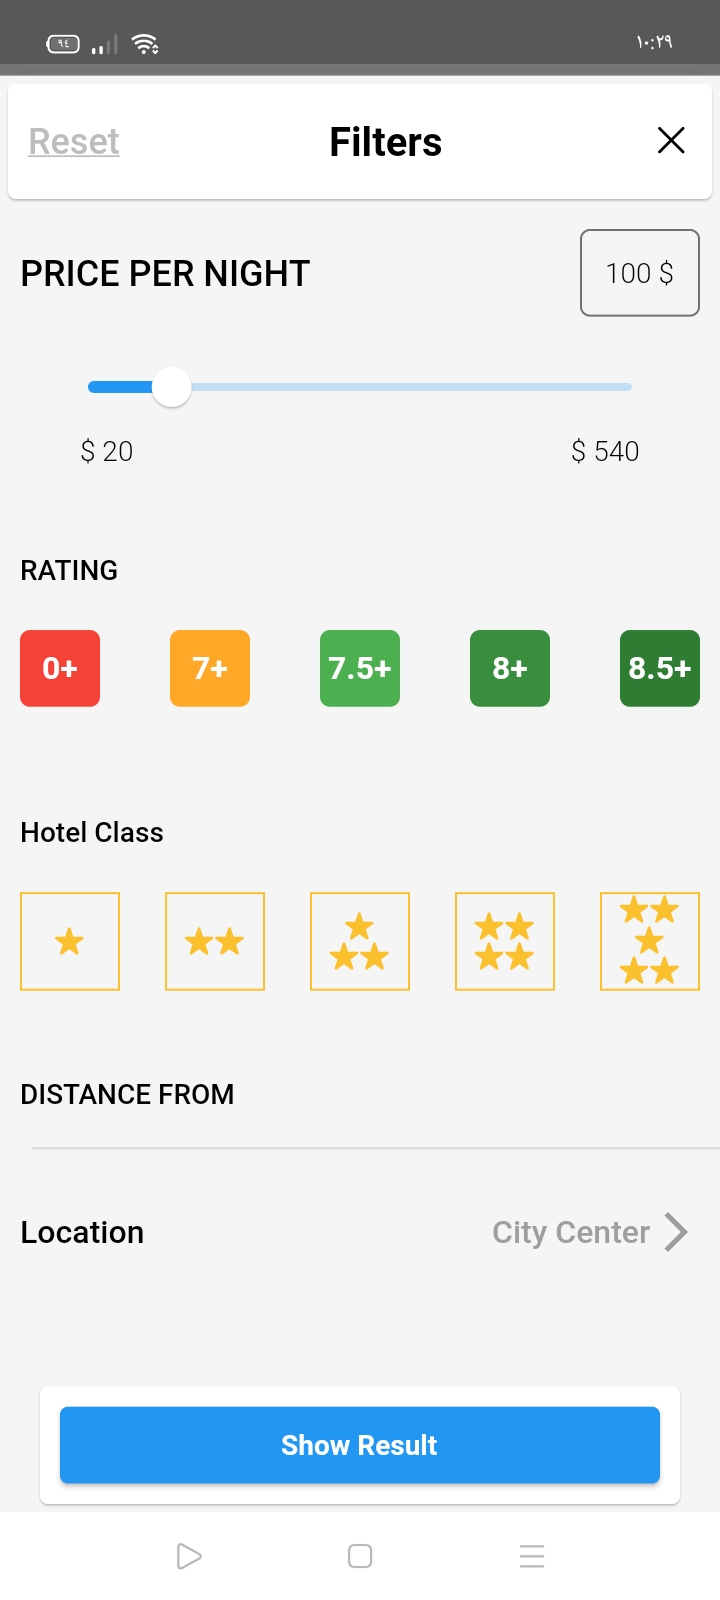 ٩٤ ١٠:٢٩
Reset Filters
PRICE PER NIGHT 100 $
$ 20 $ 540
RATING
0+ 7+ 7.5+ 8+ 8.5+
Hotel Class
DISTANCE FROM
Location City Center
Show Result